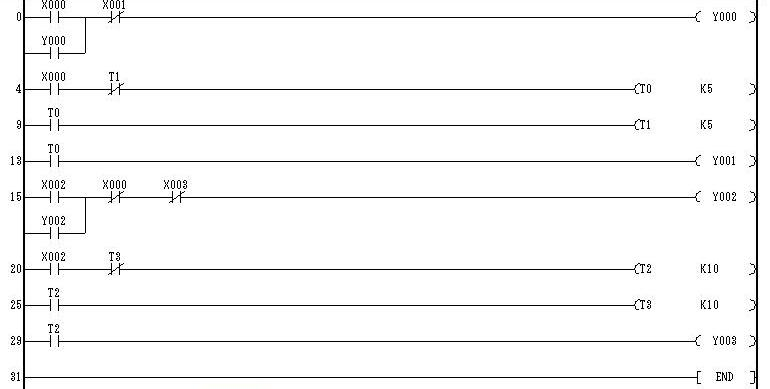 X000 X001
0 Y000
Y000
X000 T1
4 T0 K5
T0
9 T1 K5
T0
13 Y001
X002 X000 X003
15 Y002
Y002
X002 T3
20 T2 K10
T2
25 T3 K10
T2
29 Y003
31 END